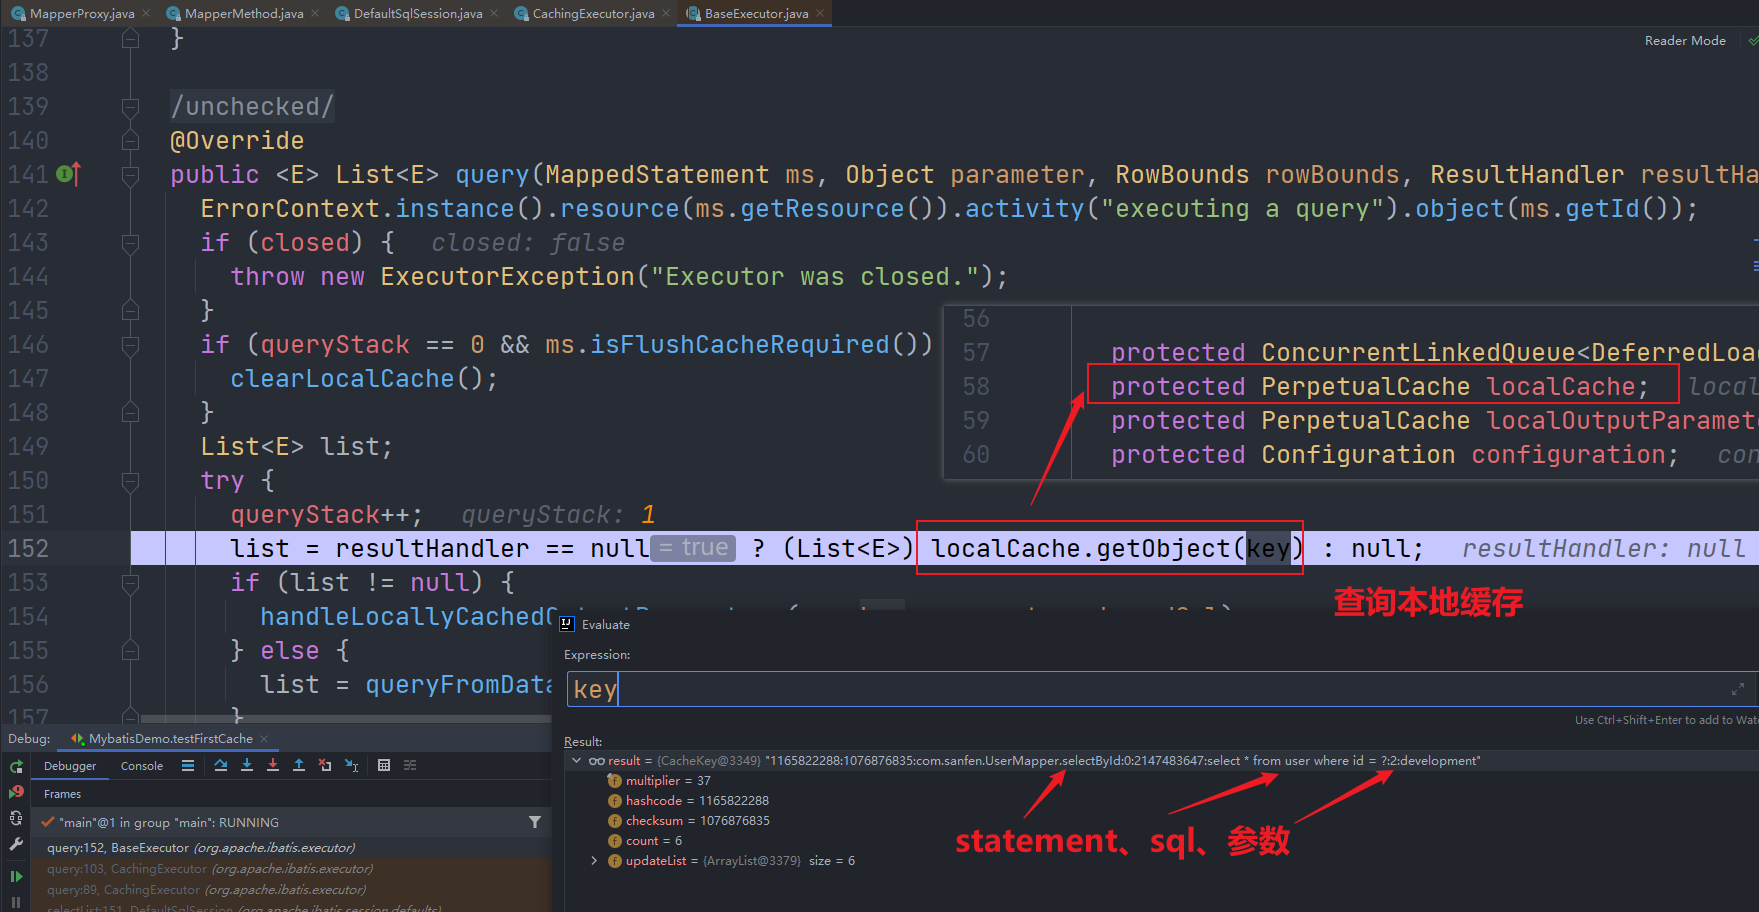 MapperProxy.java MapperMethod.java DefaultSqlSession.java CachingExecutor.java BaseExecutor.java
Reader Mode
137 }
138
139 /unchecked/
140 @Override
141 public <E> List<E> query(MappedStatement ms, Object parameter, RowBounds rowBounds, ResultHandler resultHa
142 ErrorContext.instance().resource(ms.getResource()).activity("executing a query").object(ms.getId());
143 if (closed) { closed: false
144 throw new ExecutorException("Executor was closed.");
145 }
146 if (queryStack == 0 && ms.isFlushCacheRequired())
147 clearLocalCache();
148 }
149 List<E> list;
150 try {
151 queryStack++; queryStack: 1
152 list = resultHandler == null = true ? (List<E>) localCache.getObject(key) : null; resultHandler: null
153 if (list != null) {
154 handleLocallyCachedO
155 } else {
156 list = queryFromData
157 }
56
57 protected ConcurrentLinkedQueue<DeferredLoa
58 protected PerpetualCache localCache; local
59 protected PerpetualCache localOutputParamet
60 protected Configuration configuration; con
查询本地缓存
Evaluate
Expression:
key
Use Ctrl+Shift+Enter to add to Wat
Result:
result = {CacheKey@3349} "1165822288:1076876835:com.sanfen.UserMapper.selectById:0:2147483647:select * from user where id = ?:2:development"
multiplier = 37
hashcode = 1165822288
checksum = 1076876835
count = 6
updateList = {ArrayList@3379} size = 6
statement、sql、参数
Debug: MybatisDemo.testFirstCache
Debugger Console
Frames
"main"@1 in group "main": RUNNING
query:152, BaseExecutor (org.apache.ibatis.executor)
query:103, CachingExecutor (org.apache.ibatis.executor)
query:89, CachingExecutor (org.apache.ibatis.executor)
selectList:151, DefaultSqlSession (org.apache.ibatis.session.defaults)